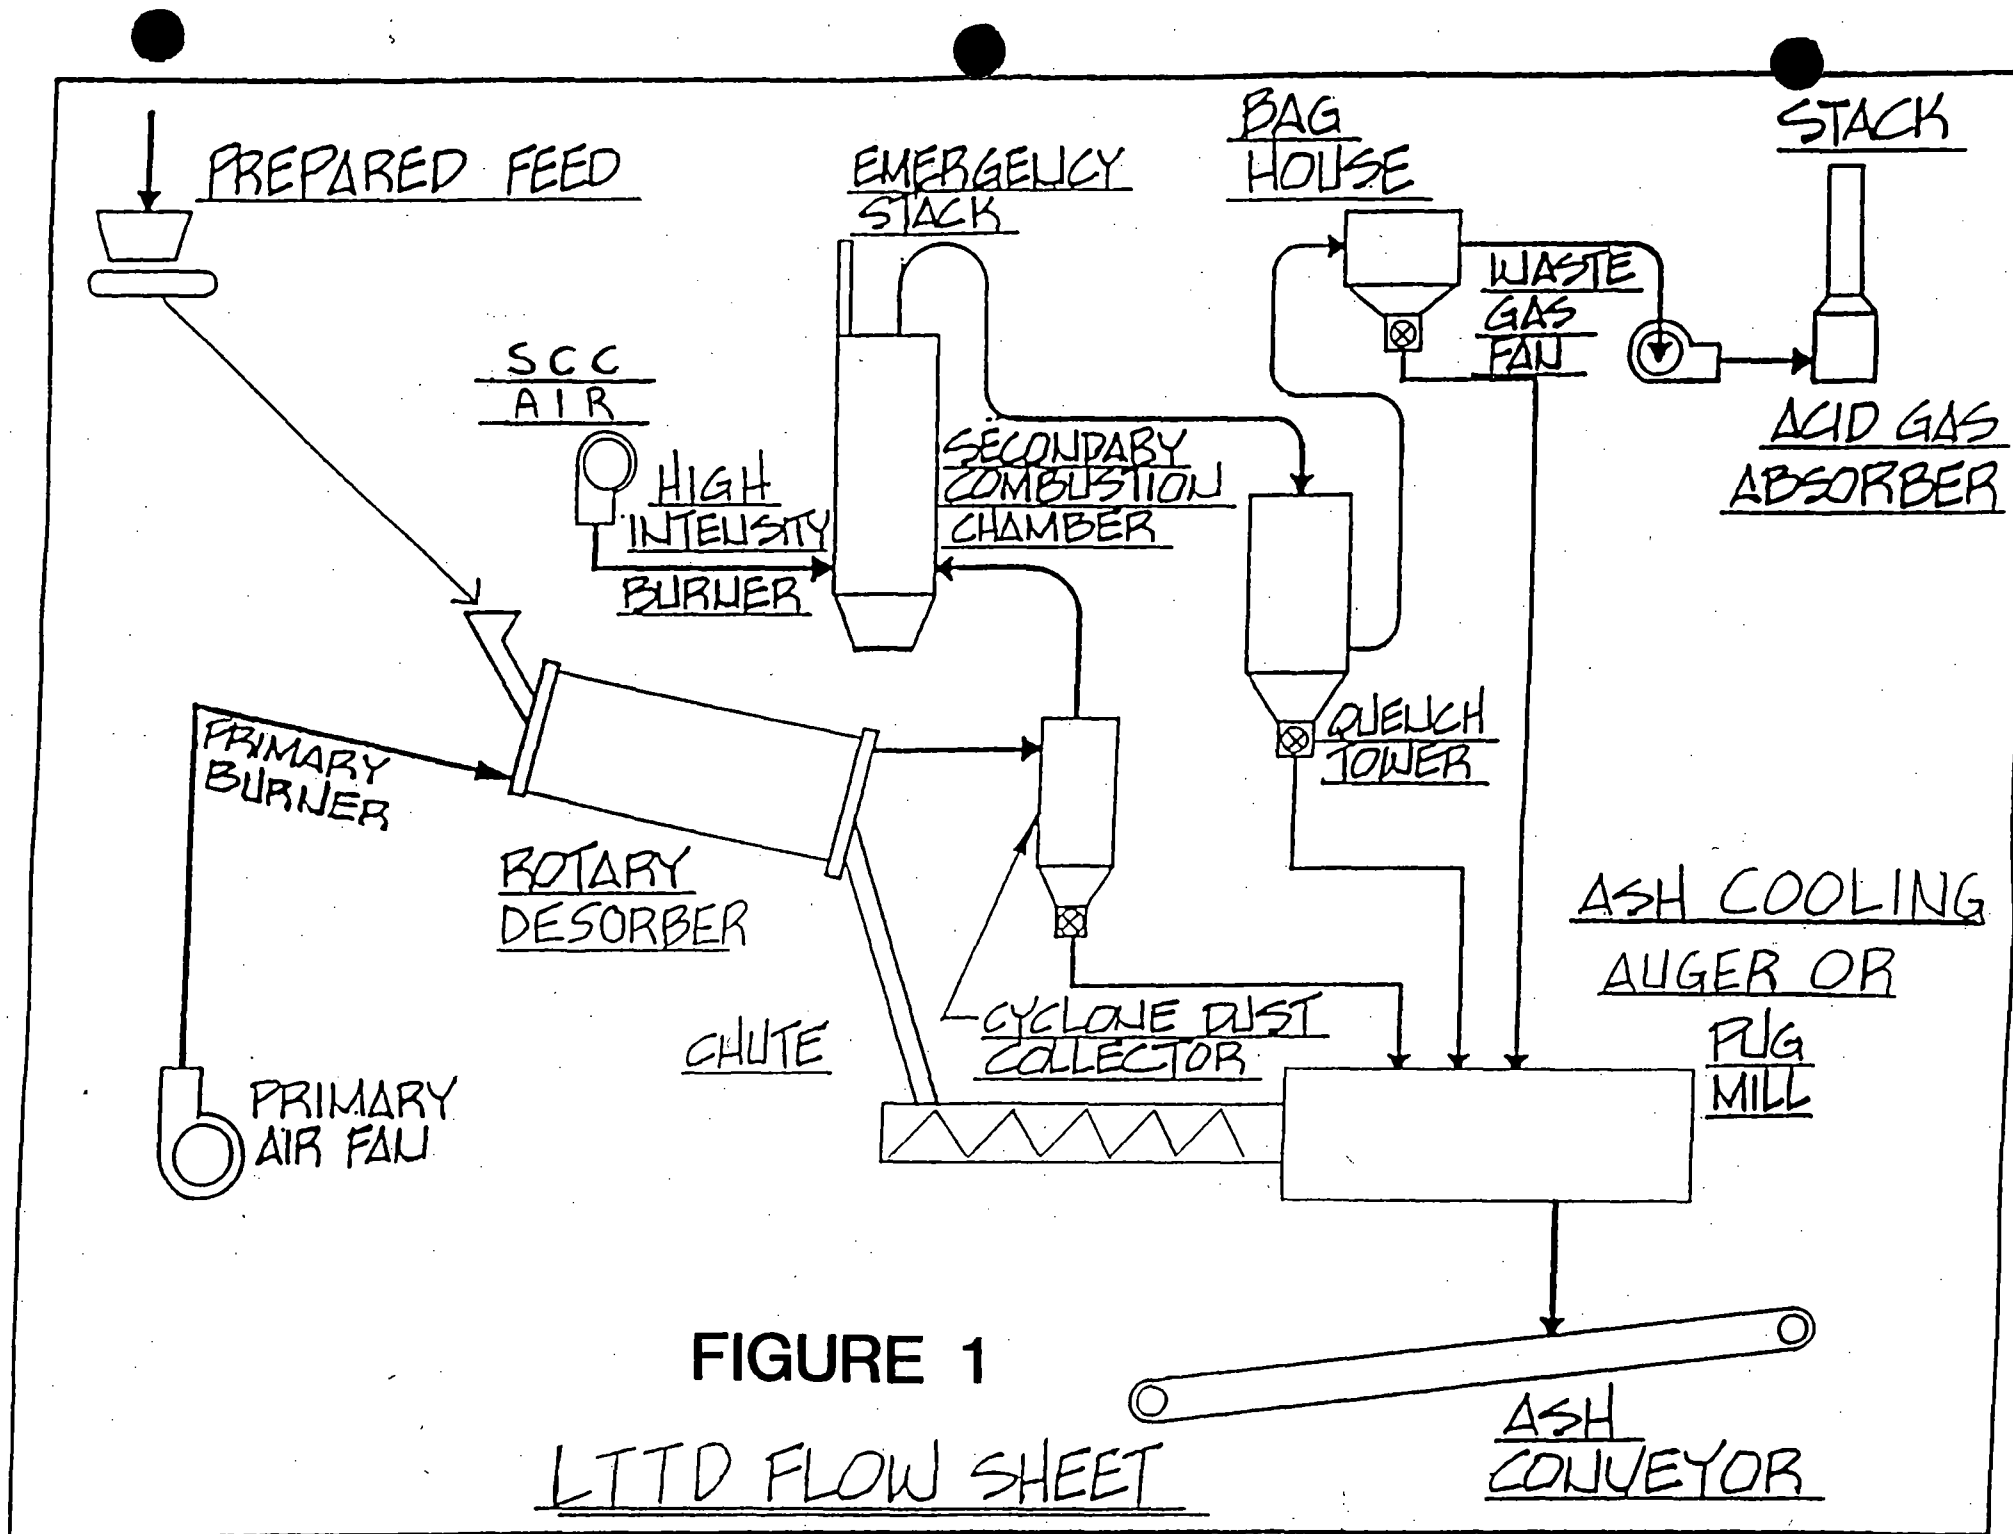 PREPARED FEED
EMERGENCY
STACK
BAG
HOUSE
STACK
WASTE
GAS
FAN
SCC
AIR
HIGH
INTENSITY
BURNER
SECONDARY
COMBUSTION
CHAMBER
ACID GAS
ABSORBER
PRIMARY
BURNER
QUENCH
TOWER
ROTARY
DESORBER
ASH COOLING
AUGER OR
PUG
MILL
CHUTE
CYCLONE DUST
COLLECTOR
PRIMARY
AIR FAN
FIGURE 1
LTTD FLOW SHEET
ASH
CONVEYOR